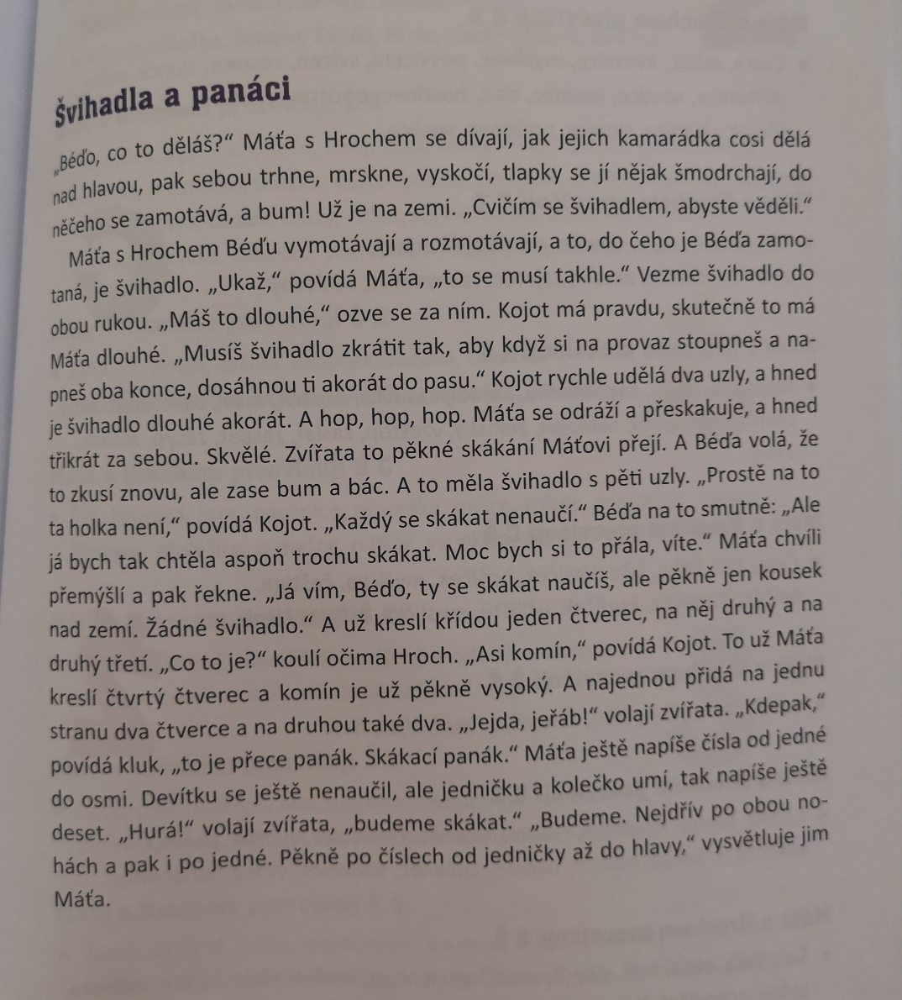 Švihadla a panáci
„Béďo, co to děláš?“ Máťa s Hrochem se dívají, jak jejich kamarádka cosi dělá
nad hlavou, pak sebou trhne, mrskne, vyskočí, tlapky se jí nějak šmodrchají, do
něčeho se zamotává, a bum! Už je na zemi. „Cvičím se švihadlem, abyste věděli.“
Máťa s Hrochem Béďu vymotávají a rozmotávají, a to, do čeho je Béďa zamo-
taná, je švihadlo. „Ukaž,“ povídá Máťa, „to se musí takhle.“ Vezme švihadlo do
obou rukou. „Máš to dlouhé,“ ozve se za ním. Kojot má pravdu, skutečně to má
Máťa dlouhé. „Musíš švihadlo zkrátit tak, aby když si na provaz stoupneš a na-
pneš oba konce, dosáhnou ti akorát do pasu.“ Kojot rychle udělá dva uzly, a hned
je švihadlo dlouhé akorát. A hop, hop, hop. Máťa se odráží a přeskakuje, a hned
třikrát za sebou. Skvělé. Zvířata to pěkné skákání Máťovi přejí. A Béďa volá, že
to zkusí znovu, ale zase bum a bác. A to měla švihadlo s pěti uzly. „Prostě na to
ta holka není,“ povídá Kojot. „Každý se skákat nenaučí.“ Béďa na to smutně: „Ale
já bych tak chtěla aspoň trochu skákat. Moc bych si to přála, víte.“ Máťa chvíli
přemýšlí a pak řekne. „Já vím, Béďo, ty se skákat naučíš, ale pěkně jen kousek
nad zemí. Žádné švihadlo.“ A už kreslí křídou jeden čtverec, na něj druhý a na
druhý třetí. „Co to je?“ koulí očima Hroch. „Asi komín,“ povídá Kojot. To už Máťa
kreslí čtvrtý čtverec a komín je už pěkně vysoký. A najednou přidá na jednu
stranu dva čtverce a na druhou také dva. „Jejda, jeřáb!“ volají zvířata. „Kdepak,“
povídá kluk, „to je přece panák. Skákací panák.“ Máťa ještě napíše čísla od jedné
do osmi. Devítku se ještě nenaučil, ale jedničku a kolečko umí, tak napíše ještě
deset. „Hurá!“ volají zvířata, „budeme skákat.“ „Budeme. Nejdřív po obou no-
hách a pak i po jedné. Pěkně po číslech od jedničky až do hlavy,“ vysvětluje jim
Máťa.